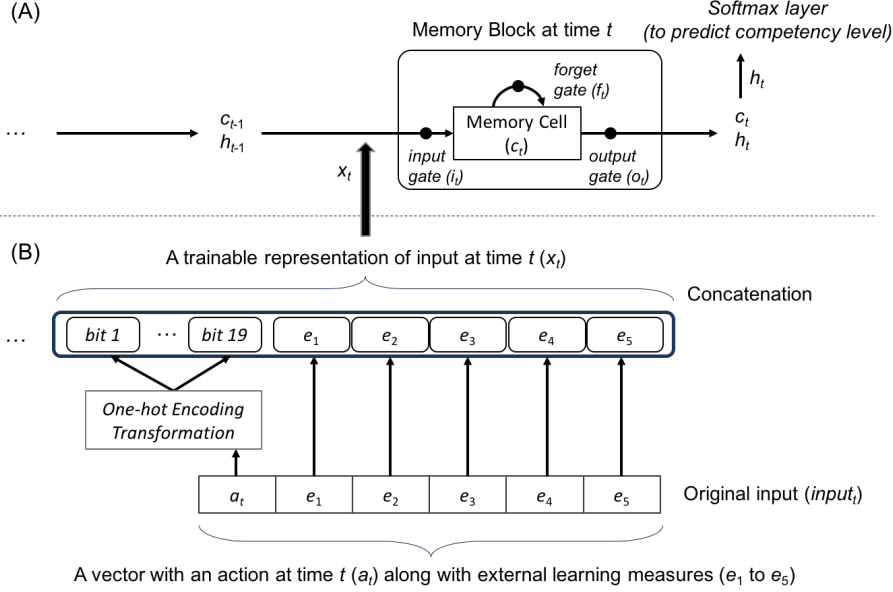 (A)
Softmax layer
(to predict competency level)
Memory Block at time t
forget
gate (fₜ)
hₜ
… cₜ₋₁
hₜ₋₁
Memory Cell
(cₜ)
cₜ
hₜ
xₜ
input
gate (iₜ)
output
gate (oₜ)
(B)
A trainable representation of input at time t (xₜ)
Concatenation
… bit 1 … bit 19 e₁ e₂ e₃ e₄ e₅
One-hot Encoding
Transformation
aₜ e₁ e₂ e₃ e₄ e₅ Original input (inputₜ)
A vector with an action at time t (aₜ) along with external learning measures (e₁ to e₅)